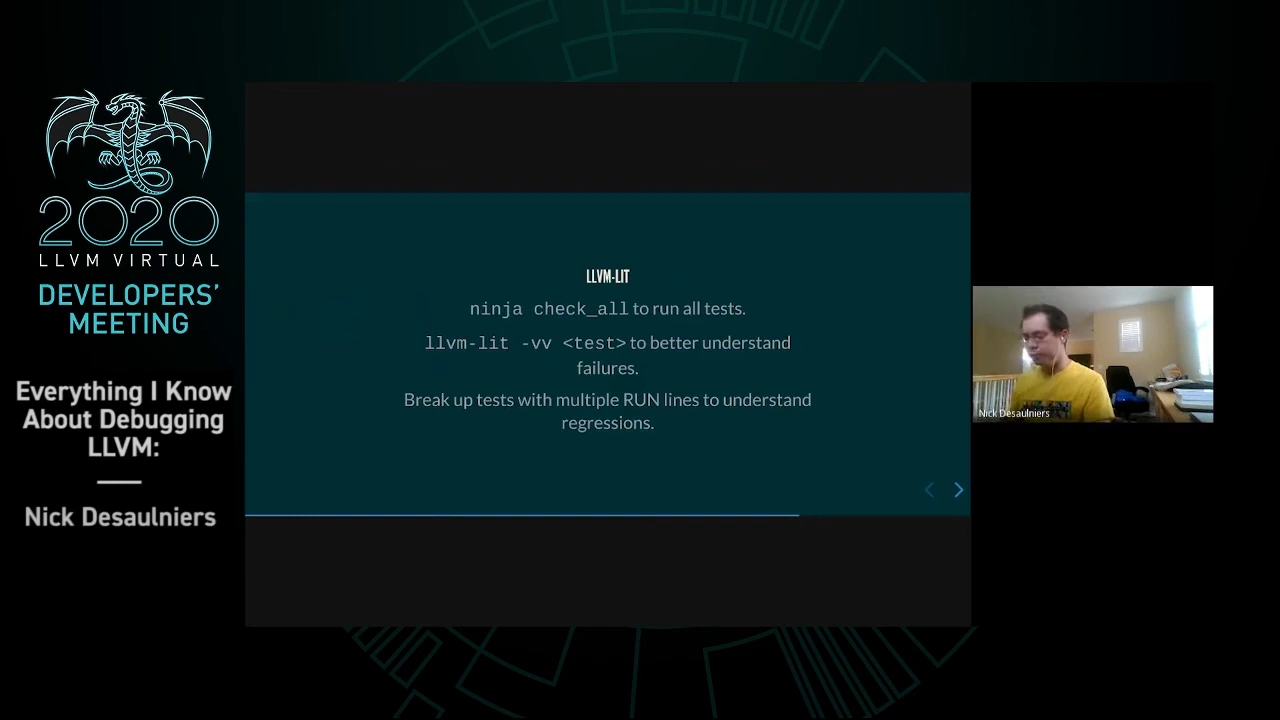 2020
LLVM VIRTUAL
DEVELOPERS'
MEETING
Everything I Know
About Debugging
LLVM:
Nick Desaulniers
LLVM-LIT
ninja check_all to run all tests.
llvm-lit -vv <test> to better understand
failures.
Break up tests with multiple RUN lines to understand
regressions.
Nick Desaulniers